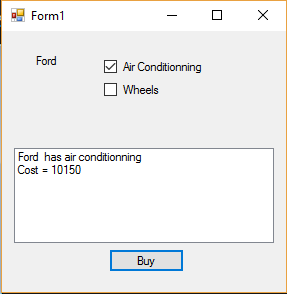 Form1
Ford
Air Conditionning
Wheels
Ford  has air conditionning
Cost = 10150
Buy